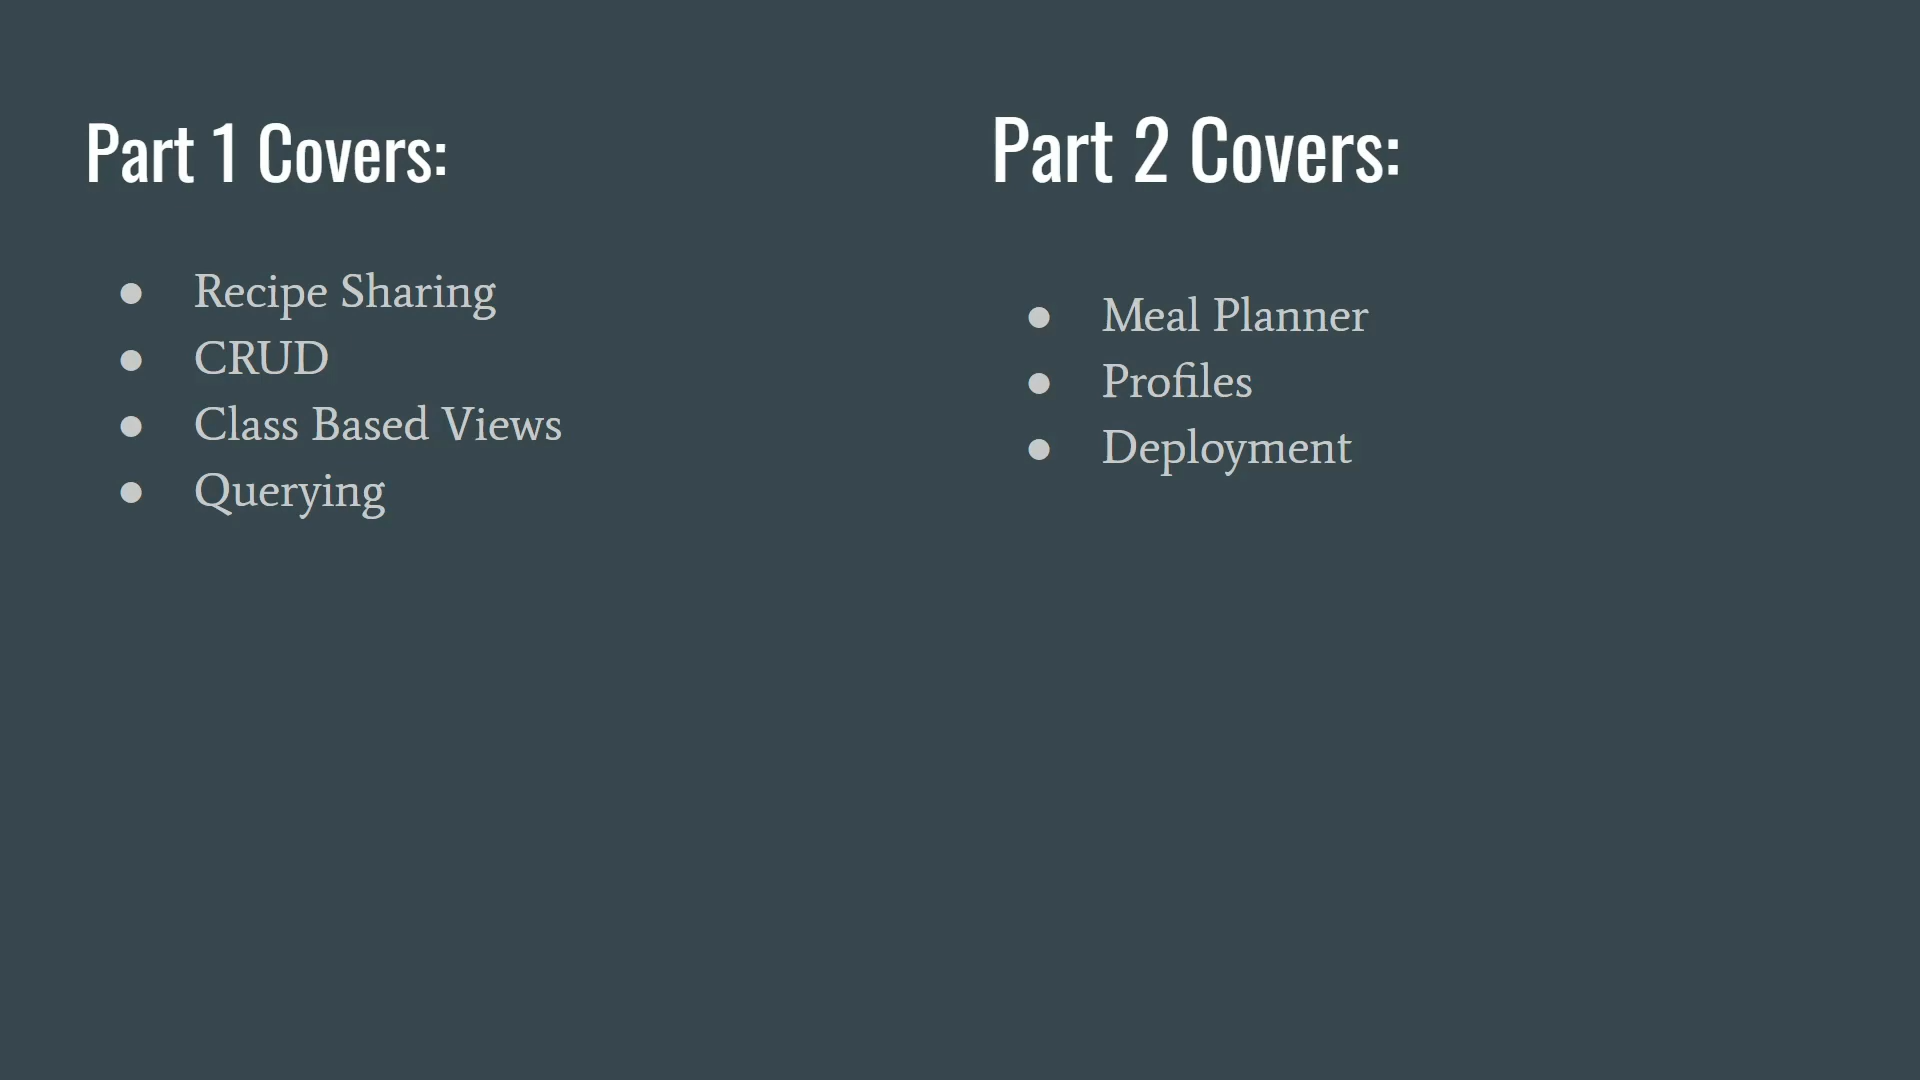 Part 1 Covers:
● Recipe Sharing
● CRUD
● Class Based Views
● Querying
Part 2 Covers:
● Meal Planner
● Profiles
● Deployment